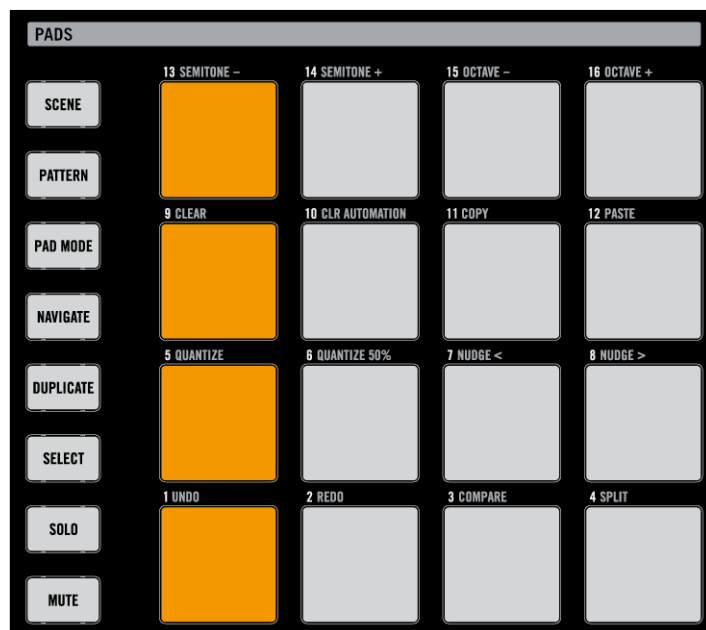 PADS
13 SEMITONE – 14 SEMITONE + 15 OCTAVE – 16 OCTAVE +
SCENE
PATTERN
9 CLEAR 10 CLR AUTOMATION 11 COPY 12 PASTE
PAD MODE
NAVIGATE
5 QUANTIZE 6 QUANTIZE 50% 7 NUDGE < 8 NUDGE >
DUPLICATE
SELECT
1 UNDO 2 REDO 3 COMPARE 4 SPLIT
SOLO
MUTE